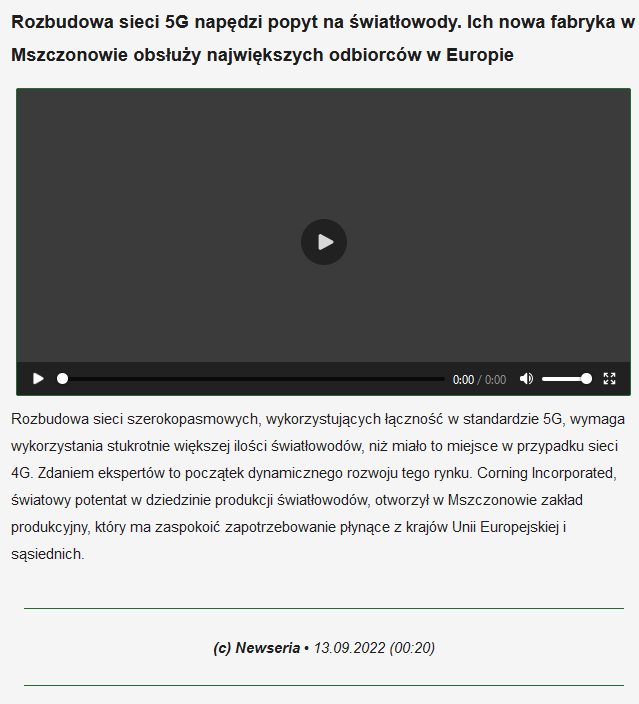 Rozbudowa sieci 5G napędzi popyt na światłowody. Ich nowa fabryka w
Mszczonowie obsłuży największych odbiorców w Europie
0:00 / 0:00
Rozbudowa sieci szerokopasmowych, wykorzystujących łączność w standardzie 5G, wymaga
wykorzystania stukrotnie większej ilości światłowodów, niż miało to miejsce w przypadku sieci
4G. Zdaniem ekspertów to początek dynamicznego rozwoju tego rynku. Corning Incorporated,
światowy potentat w dziedzinie produkcji światłowodów, otworzył w Mszczonowie zakład
produkcyjny, który ma zaspokoić zapotrzebowanie płynące z krajów Unii Europejskiej i
sąsiednich.
(c) Newseria • 13.09.2022 (00:20)